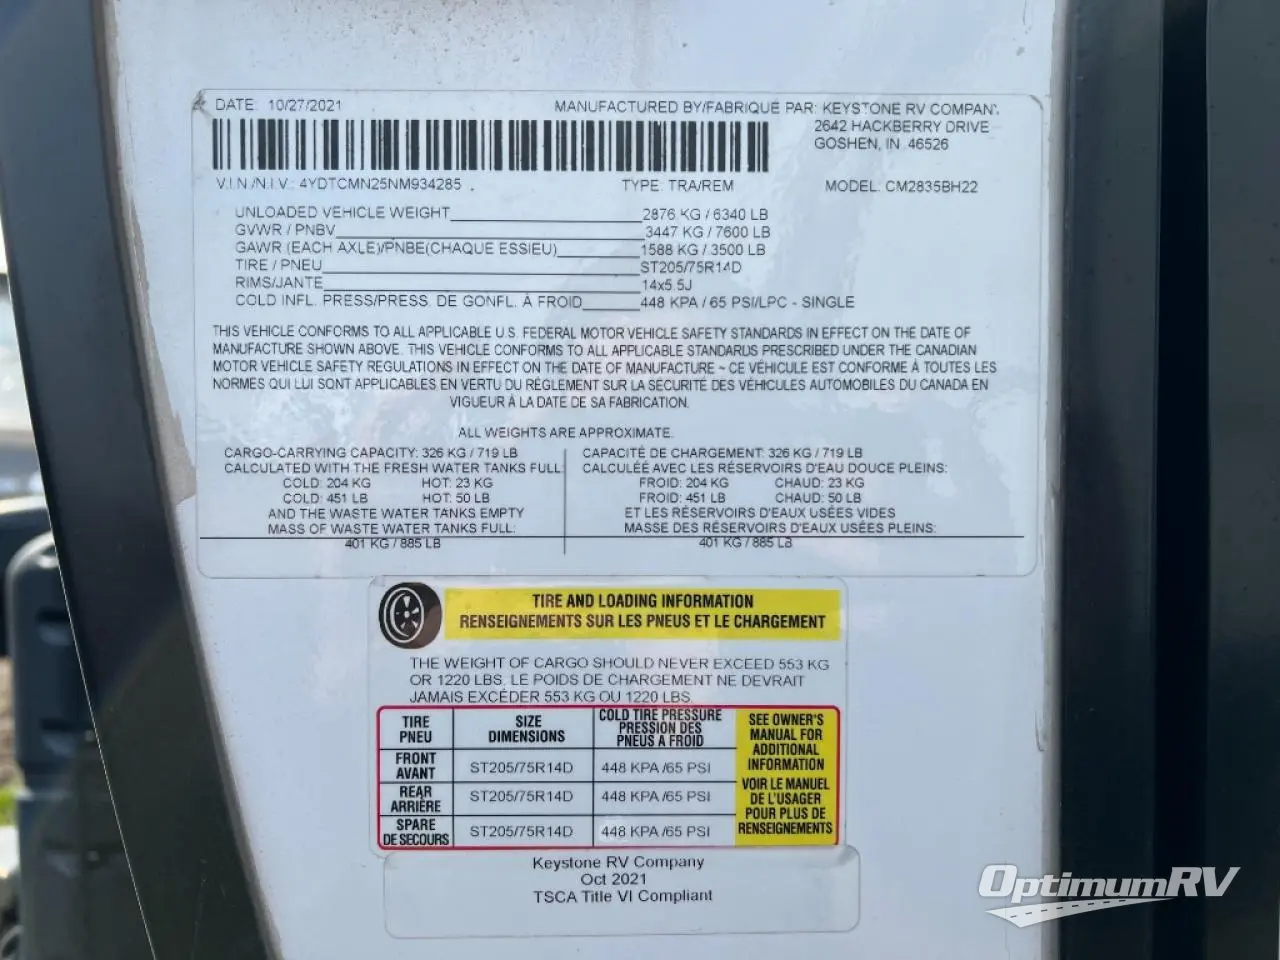 DATE: 10/27/2021
MANUFACTURED BY/FABRIQUÉ PAR: KEYSTONE RV COMPANY
2642 HACKBERRY DRIVE
GOSHEN, IN 46526
V.I.N./N.I.V.: 4YDTCMN25NM934285
TYPE: TRA/REM
MODEL: CM2835BH22
UNLOADED VEHICLE WEIGHT 2876 KG / 6340 LB
GVWR / PNBV 3447 KG / 7600 LB
GAWR (EACH AXLE)/PNBE(CHAQUE ESSIEU) 1588 KG / 3500 LB
TIRE / PNEU ST205/75R14D
RIMS/JANTE 14x5.5J
COLD INFL. PRESS/PRESS. DE GONFL. À FROID 448 KPA / 65 PSI/LPC - SINGLE
THIS VEHICLE CONFORMS TO ALL APPLICABLE U.S. FEDERAL MOTOR VEHICLE SAFETY STANDARDS IN EFFECT ON THE DATE OF
MANUFACTURE SHOWN ABOVE. THIS VEHICLE CONFORMS TO ALL APPLICABLE STANDARDS PRESCRIBED UNDER THE CANADIAN
MOTOR VEHICLE SAFETY REGULATIONS IN EFFECT ON THE DATE OF MANUFACTURE ~ CE VÉHICULE EST CONFORME À TOUTES LES
NORMES QUI LUI SONT APPLICABLES EN VERTU DU RÈGLEMENT SUR LA SÉCURITÉ DES VÉHICULES AUTOMOBILES DU CANADA EN
VIGUEUR À LA DATE DE SA FABRICATION.
ALL WEIGHTS ARE APPROXIMATE.
CARGO-CARRYING CAPACITY: 326 KG / 719 LB
CALCULATED WITH THE FRESH WATER TANKS FULL:
COLD: 204 KG HOT: 23 KG
COLD: 451 LB HOT: 50 LB
AND THE WASTE WATER TANKS EMPTY
MASS OF WASTE WATER TANKS FULL:
401 KG / 885 LB
CAPACITÉ DE CHARGEMENT: 326 KG / 719 LB
CALCULÉE AVEC LES RÉSERVOIRS D'EAU DOUCE PLEINS:
FROID: 204 KG CHAUD: 23 KG
FROID: 451 LB CHAUD: 50 LB
ET LES RÉSERVOIRS D'EAUX USÉES VIDES
MASSE DES RÉSERVOIRS D'EAUX USÉES PLEINS:
401 KG / 885 LB
TIRE AND LOADING INFORMATION
RENSEIGNEMENTS SUR LES PNEUS ET LE CHARGEMENT
THE WEIGHT OF CARGO SHOULD NEVER EXCEED 553 KG
OR 1220 LBS. LE POIDS DE CHARGEMENT NE DEVRAIT
JAMAIS EXCÉDER 553 KG OU 1220 LBS.
TIRE
PNEU
SIZE
DIMENSIONS
COLD TIRE PRESSURE
PRESSION DES
PNEUS A FROID
FRONT
AVANT
ST205/75R14D
448 KPA /65 PSI
REAR
ARRIÈRE
ST205/75R14D
448 KPA /65 PSI
SPARE
DE SECOURS
ST205/75R14D
448 KPA /65 PSI
SEE OWNER'S
MANUAL FOR
ADDITIONAL
INFORMATION
VOIR LE MANUEL
DE L'USAGER
POUR PLUS DE
RENSEIGNEMENTS
Keystone RV Company
Oct 2021
TSCA Title VI Compliant
OptimumRV